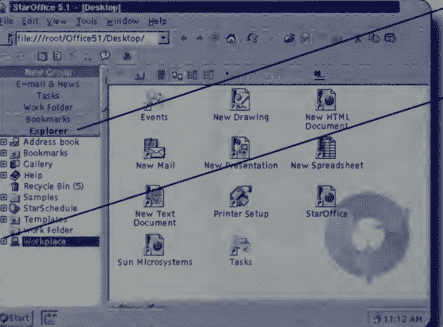 StarOffice 5.1 - [Desktop]
File Edit View Tools Window Help
file:///root/Office51/Desktop/
New Group
E-mail & News
Tasks
Work Folder
Bookmarks
Explorer
Address book
Bookmarks
Gallery
Help
Recycle Bin (5)
Samples
StarSchedule
Templates
Work Folder
Workplace
Events
New Drawing
New HTML
Document
New Mail
New Presentation
New Spreadsheet
New Text
Document
Printer Setup
StarOffice
Sun Microsystems
Tasks
Start
11:12 AM